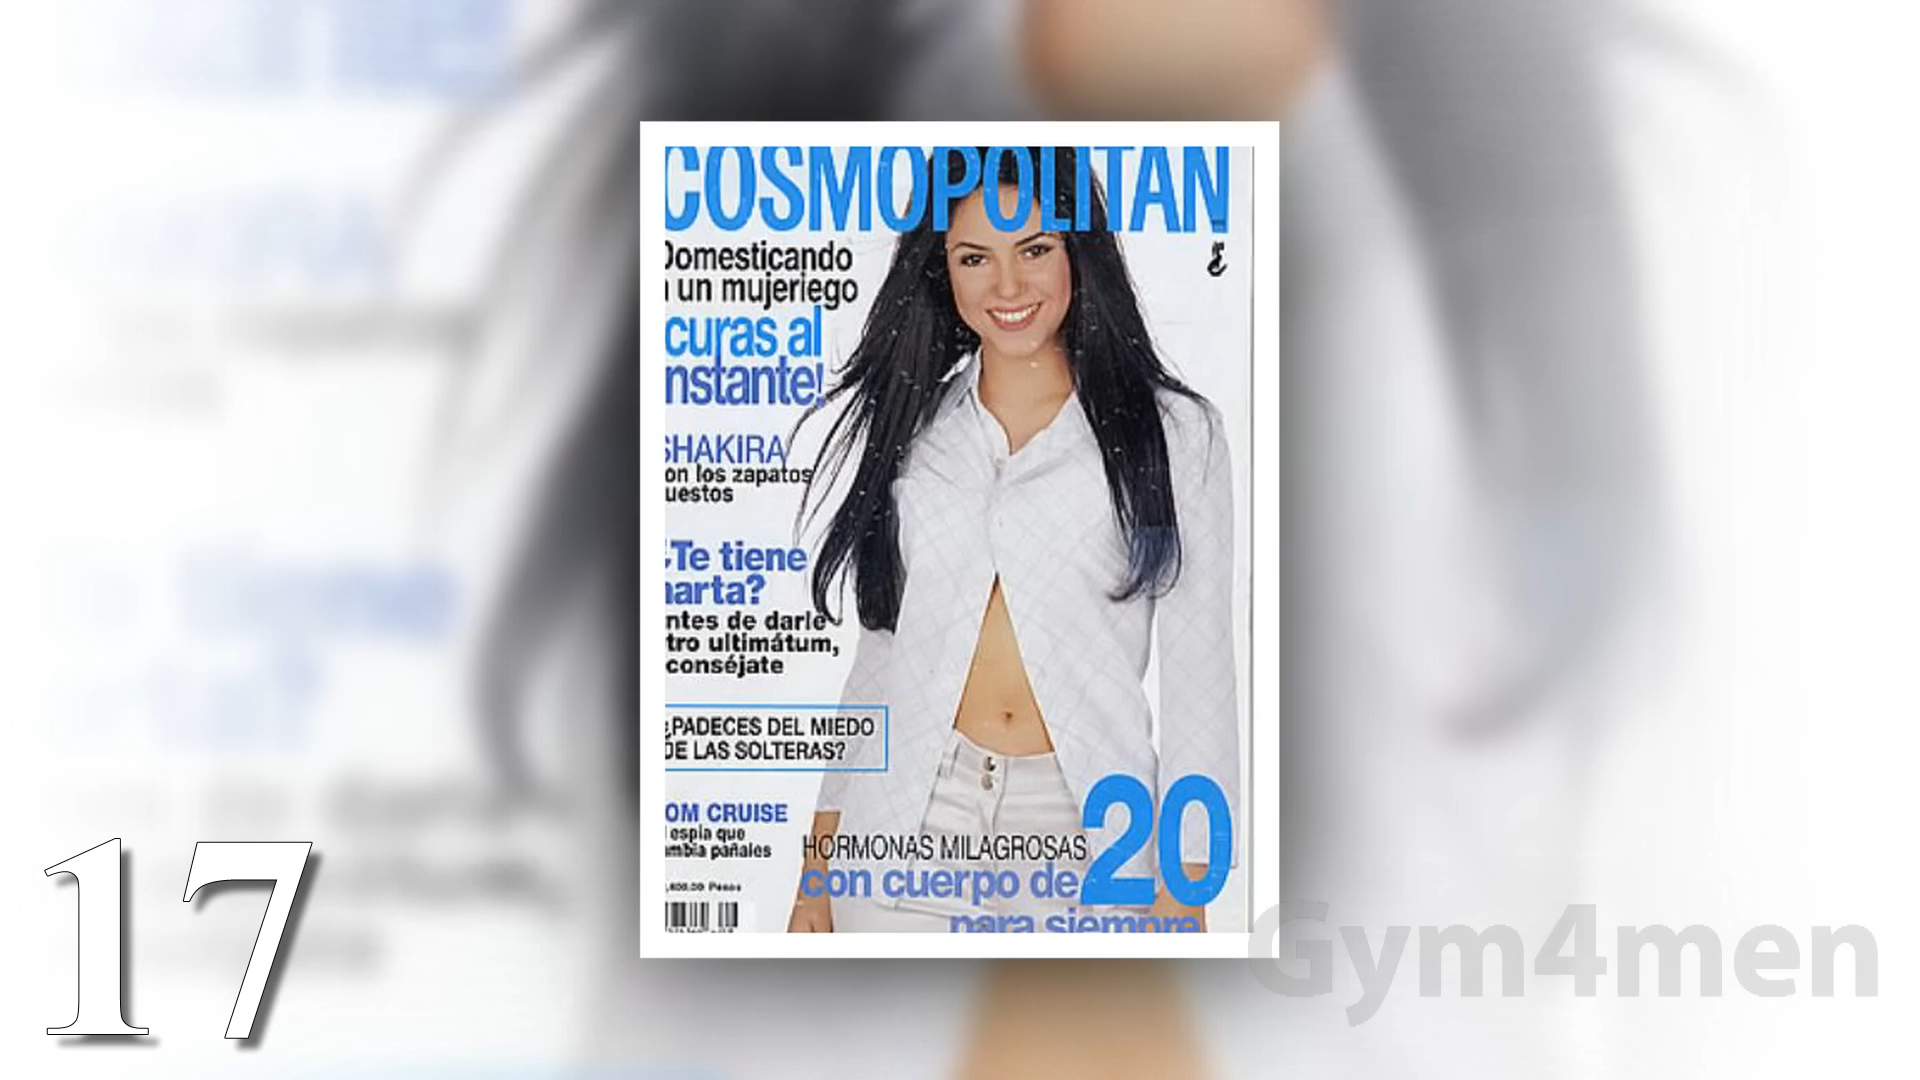 COSMOPOLITAN
Domesticando
un mujeriego
curas al
nstante!
SHAKIRA
on los zapatos
uestos
¿Te tiene
harta?
ntes de darle
tro ultimátum,
conséjate
¿PADECES DEL MIEDO
DE LAS SOLTERAS?
OM CRUISE
espía que
mbia pañales
Pesos
HORMONAS MILAGROSAS
con cuerpo de 20
para siempre
17
Gym4men